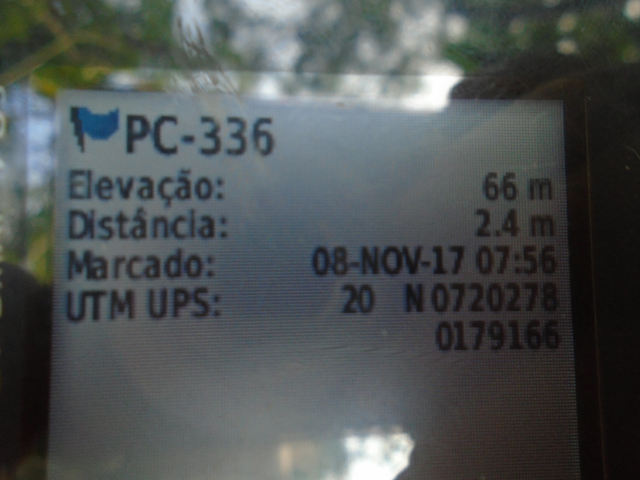 PC-336
Elevação: 66 m
Distância: 2.4 m
Marcado: 08-NOV-17 07:56
UTM UPS: 20 N 0720278
0179166